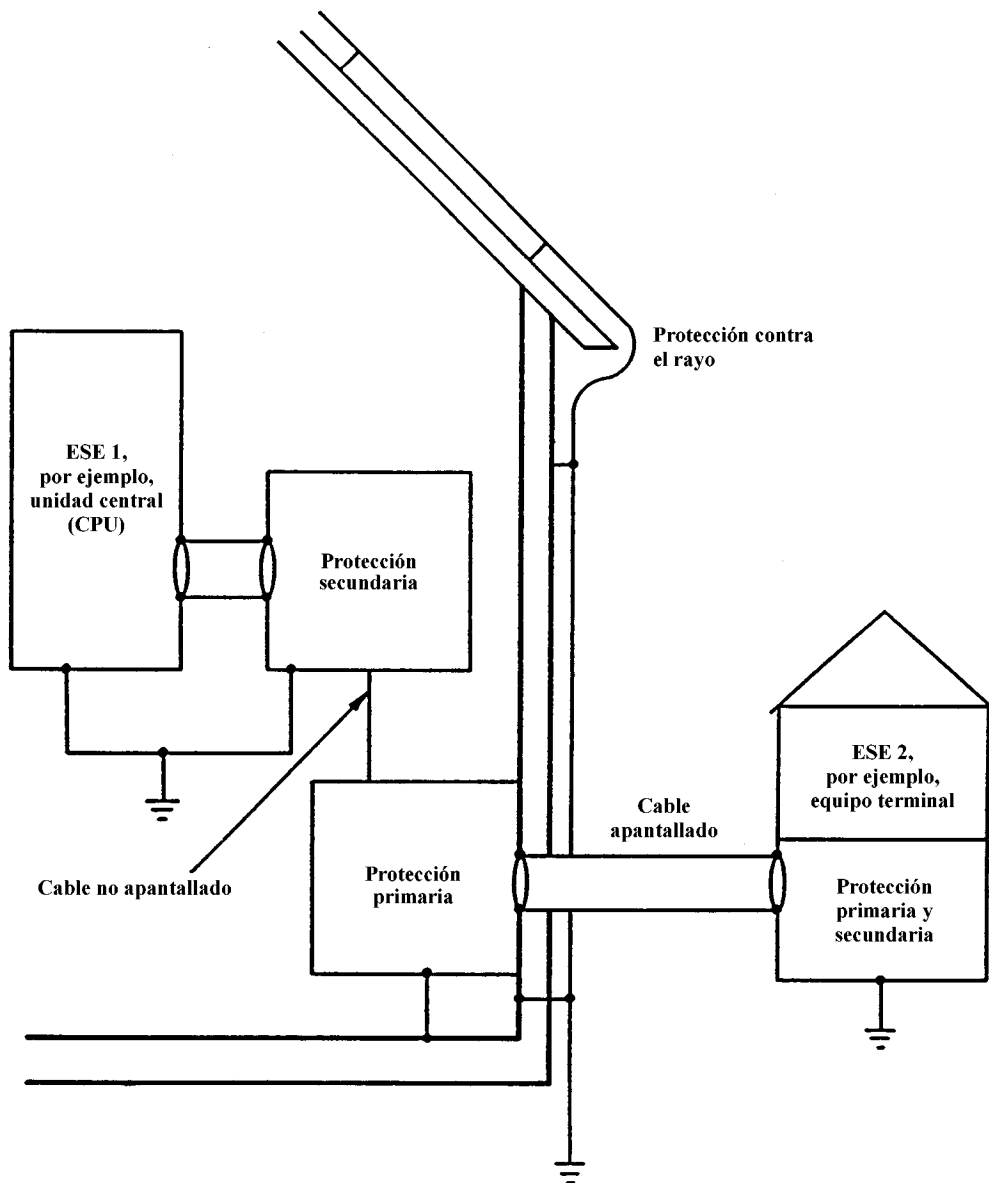 Protección contra
el rayo
ESE 1,
por ejemplo,
unidad central
(CPU)
Protección
secundaria
ESE 2,
por ejemplo,
equipo terminal
Cable
apantallado
Cable no apantallado
Protección
primaria
Protección
primaria y
secundaria